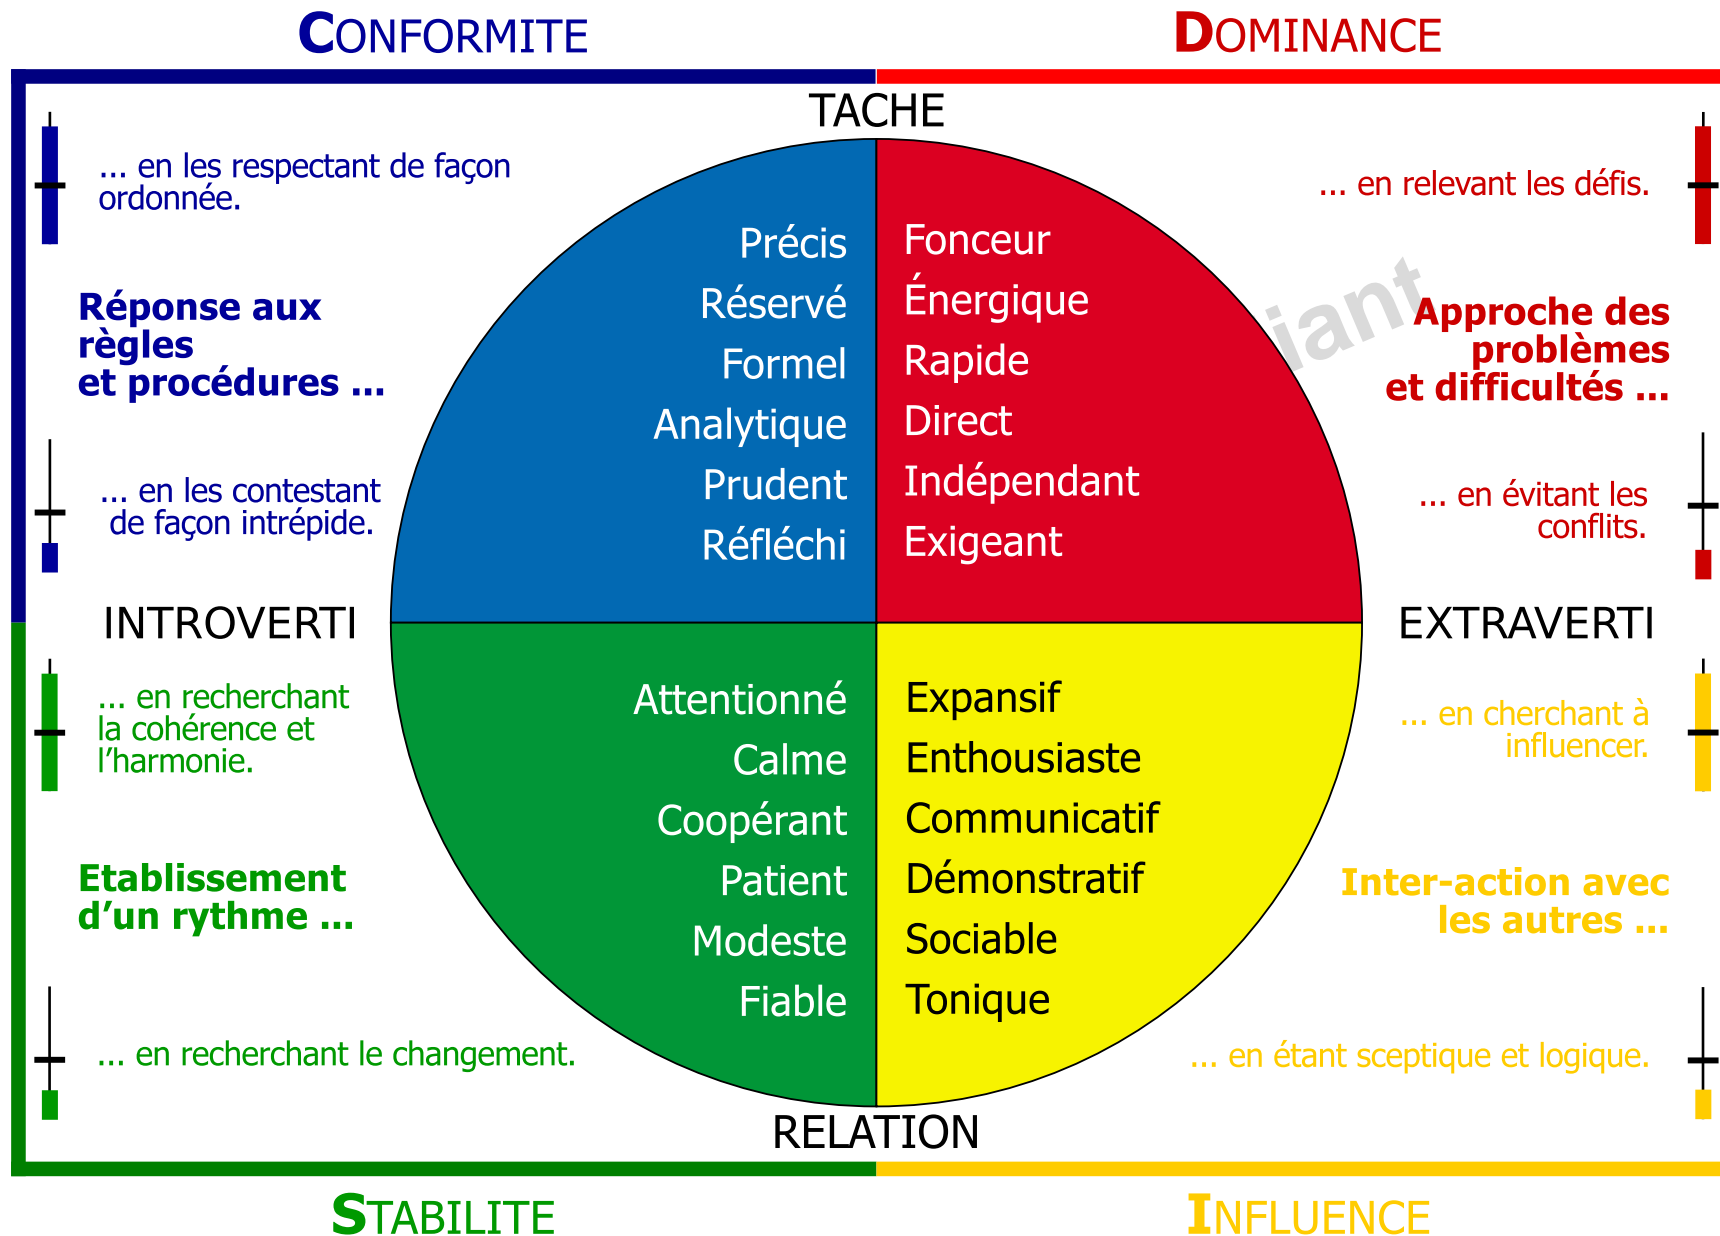 CONFORMITE
DOMINANCE
TACHE
... en les respectant de façon
ordonnée.
Réponse aux
règles
et procédures ...
... en les contestant
de façon intrépide.
Précis
Réservé
Formel
Analytique
Prudent
Réfléchi
Fonceur
Énergique
Rapide
Direct
Indépendant
Exigeant
... en relevant les défis.
iant
Approche des
problèmes
et difficultés ...
... en évitant les
conflits.
INTROVERTI
EXTRAVERTI
... en recherchant
la cohérence et
l’harmonie.
Etablissement
d’un rythme ...
... en recherchant le changement.
Attentionné
Calme
Coopérant
Patient
Modeste
Fiable
Expansif
Enthousiaste
Communicatif
Démonstratif
Sociable
Tonique
... en cherchant à
influencer.
Inter-action avec
les autres ...
... en étant sceptique et logique.
RELATION
STABILITE
INFLUENCE